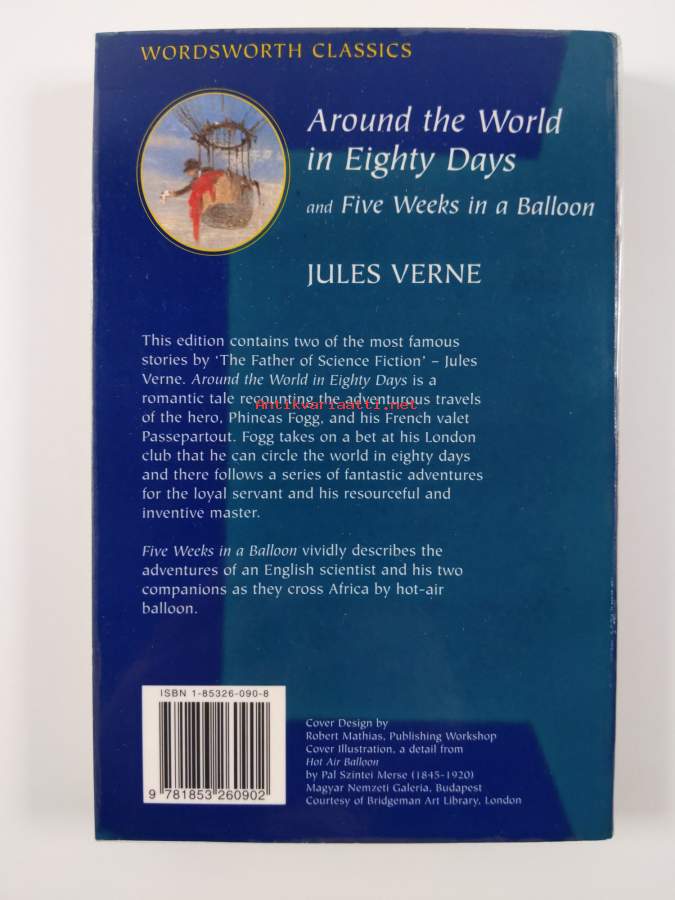 WORDSWORTH CLASSICS
Around the World
in Eighty Days
and Five Weeks in a Balloon
JULES VERNE
This edition contains two of the most famous
stories by ‘The Father of Science Fiction’ – Jules
Verne. Around the World in Eighty Days is a
romantic tale recounting the adventurous travels
Antikvariaatti.net
of the hero, Phineas Fogg, and his French valet
Passepartout. Fogg takes on a bet at his London
club that he can circle the world in eighty days
and there follows a series of fantastic adventures
for the loyal servant and his resourceful and
inventive master.
Five Weeks in a Balloon vividly describes the
adventures of an English scientist and his two
companions as they cross Africa by hot-air
balloon.
ISBN 1-85326-090-8
9 781853 260902
Cover Design by
Robert Mathias, Publishing Workshop
Cover Illustration, a detail from
Hot Air Balloon
by Pal Szintei Merse (1845-1920)
Magyar Nemzeti Galeria, Budapest
Courtesy of Bridgeman Art Library, London